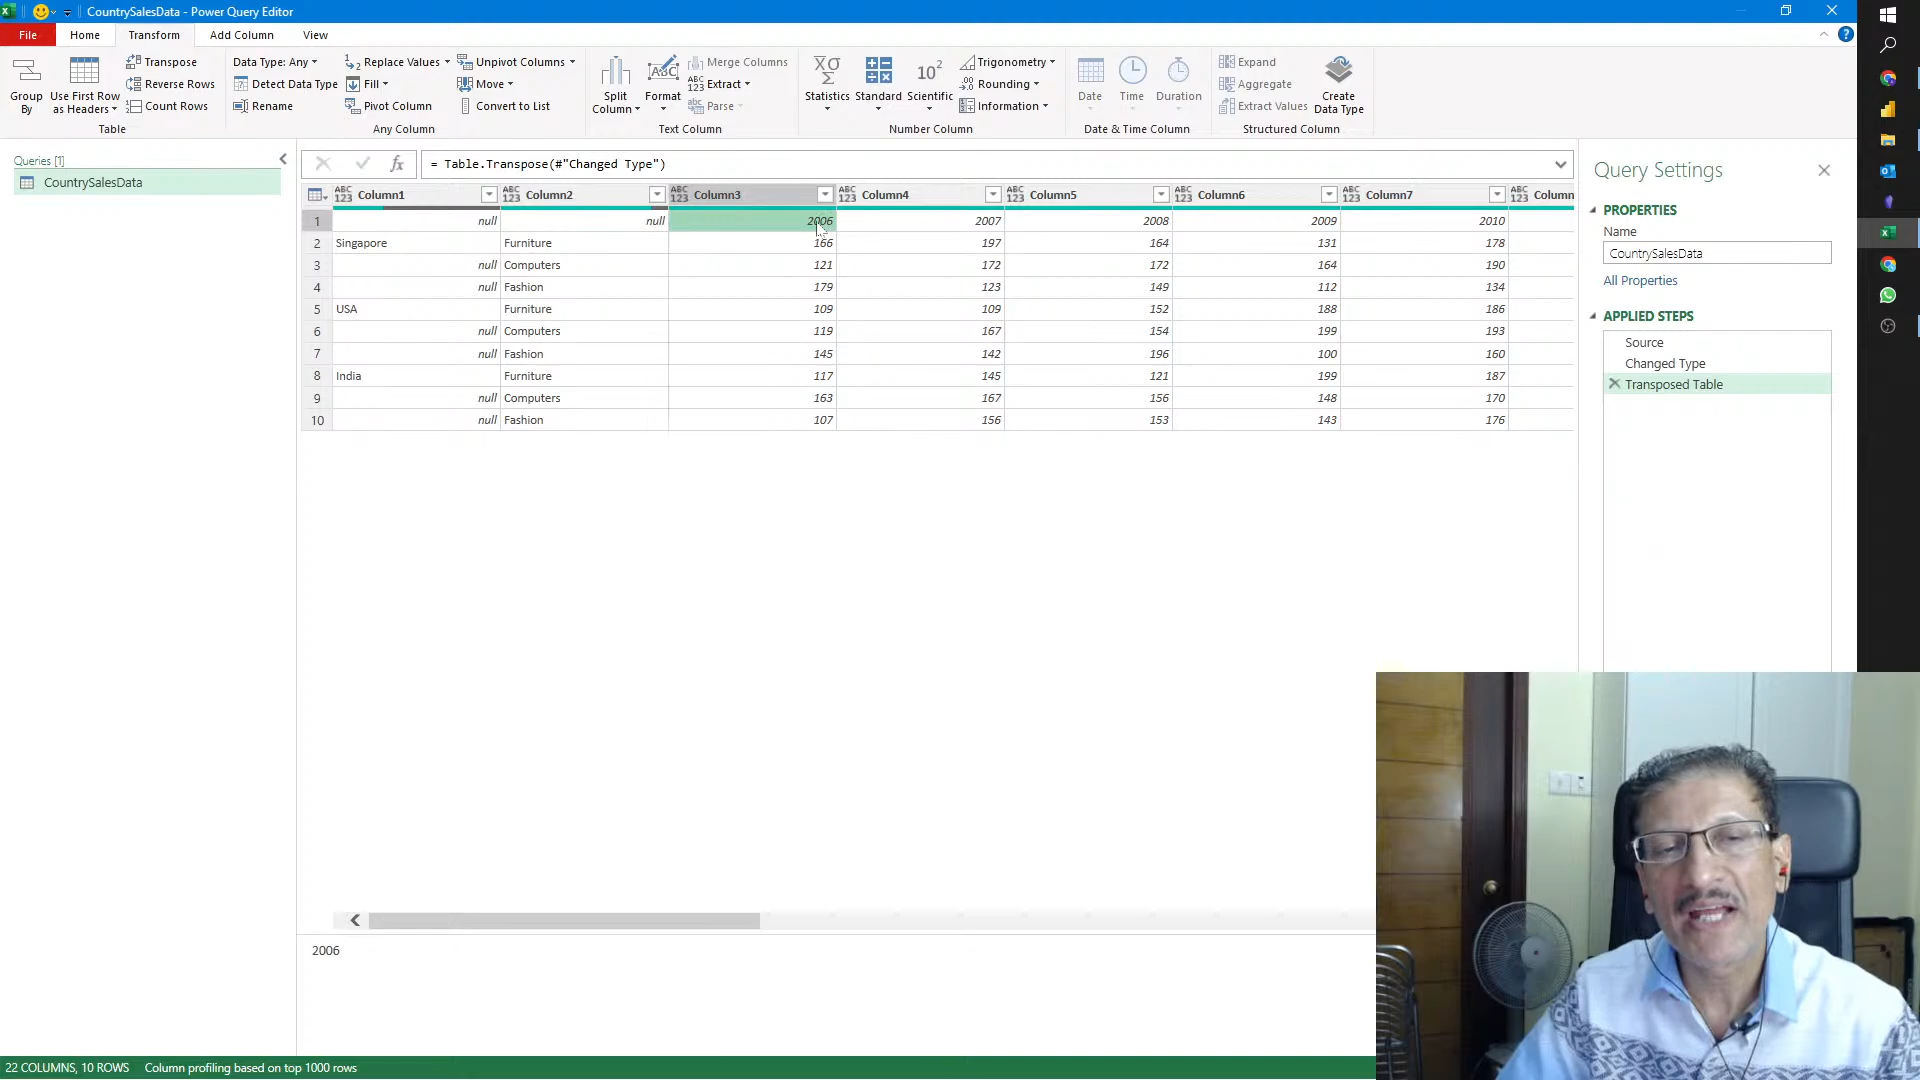 CountrySalesData - Power Query Editor
File Home Transform Add Column View
Group By
Use First Row as Headers
Transpose
Reverse Rows
Count Rows
Table
Data Type: Any
Detect Data Type
Rename
Replace Values
Fill
Pivot Column
Unpivot Columns
Move
Convert to List
Any Column
Split Column
Format
Merge Columns
Extract
Parse
Text Column
Statistics
Standard
Scientific
Trigonometry
Rounding
Information
Number Column
Date
Time
Duration
Date & Time Column
Expand
Aggregate
Extract Values
Create Data Type
Structured Column
Queries [1]
CountrySalesData
= Table.Transpose(#"Changed Type")
Column1 Column2 Column3 Column4 Column5 Column6 Column7 Column
1 null null 2006 2007 2008 2009 2010
2 Singapore Furniture 166 197 164 131 178
3 null Computers 121 172 172 164 190
4 null Fashion 179 123 149 112 134
5 USA Furniture 109 109 152 188 186
6 null Computers 119 167 154 199 193
7 null Fashion 145 142 196 100 160
8 India Furniture 117 145 121 199 187
9 null Computers 163 167 156 148 170
10 null Fashion 107 156 153 143 176
2006
Query Settings
PROPERTIES
Name
CountrySalesData
All Properties
APPLIED STEPS
Source
Changed Type
Transposed Table
22 COLUMNS, 10 ROWS Column profiling based on top 1000 rows